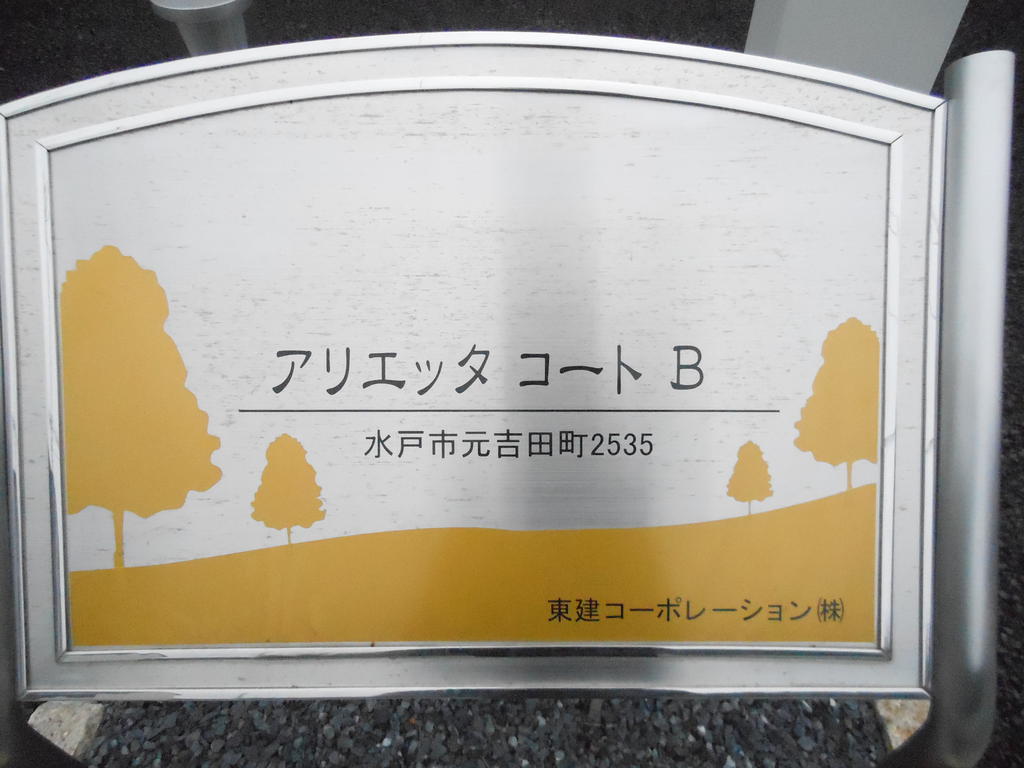 アリエッタ コート B
水戸市元吉田町2535
東建コーポレーション㈱